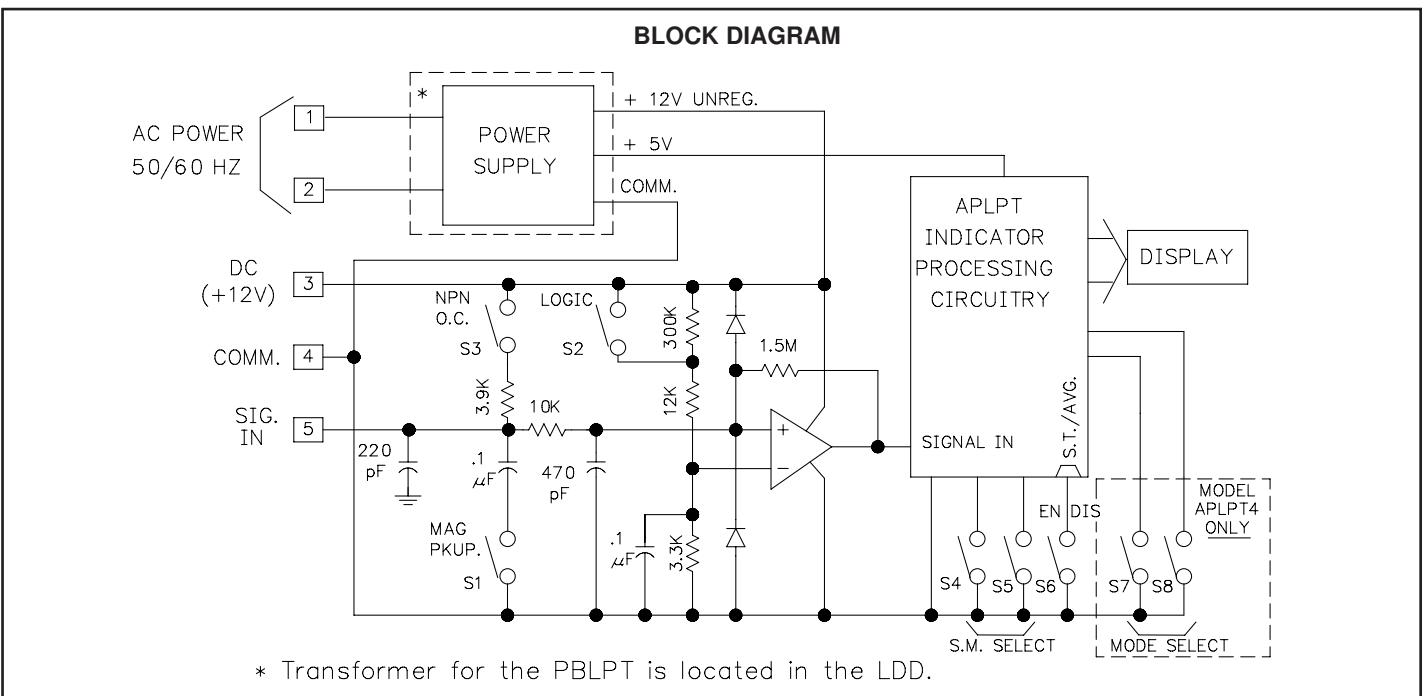 BLOCK DIAGRAM
*
AC POWER
50/60 HZ
1
2
POWER
SUPPLY
+ 12V UNREG.
+ 5V
COMM.
APLPT
INDICATOR
PROCESSING
CIRCUITRY
DISPLAY
DC
(+12V)
3
COMM.
4
SIG.
IN
5
NPN
O.C.
S3
LOGIC
S2
300K
1.5M
3.9K
10K
12K
+
−
SIGNAL IN
S.T./AVG.
220
pF
.1
µF
470
pF
MAG
PKUP.
S1
.1
µF
3.3K
EN DIS
MODEL
APLPT4
ONLY
S4
S5
S6
S7
S8
S.M. SELECT
MODE SELECT
* Transformer for the PBLPT is located in the LDD.